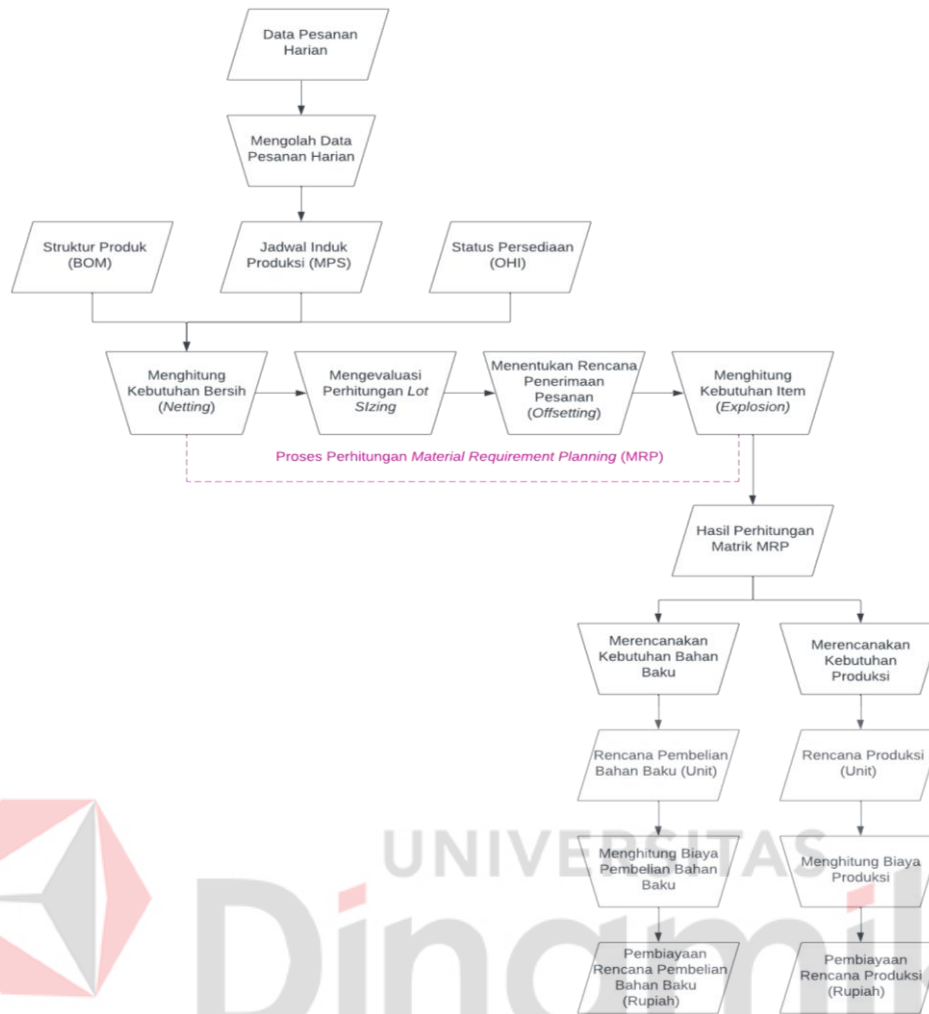 Data Pesanan
Harian
Mengolah Data
Pesanan Harian
Struktur Produk
(BOM)
Jadwal Induk
Produksi (MPS)
Status Persediaan
(OHI)
Menghitung
Kebutuhan Bersih
(Netting)
Mengevaluasi
Perhitungan Lot
SIzing
Menentukan Rencana
Penerimaan
Pesanan
(Offsetting)
Menghitung
Kebutuhan Item
(Explosion)
Proses Perhitungan Material Requirement Planning (MRP)
Hasil Perhitungan
Matrik MRP
Merencanakan
Kebutuhan Bahan
Baku
Merencanakan
Kebutuhan
Produksi
Rencana Pembelian
Bahan Baku (Unit)
Rencana Produksi
(Unit)
Menghitung Biaya
Pembelian Bahan
Baku
Menghitung Biaya
Produksi
Pembiayaan
Rencana Pembelian
Bahan Baku
(Rupiah)
Pembiayaan
Rencana Produksi
(Rupiah)
UNIVERSITAS
Dinamik